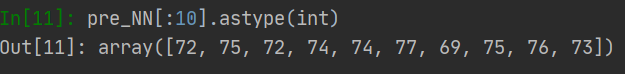 In[11]: pre_NN[:10].astype(int)
Out[11]: array([72, 75, 72, 74, 74, 77, 69, 75, 76, 73])